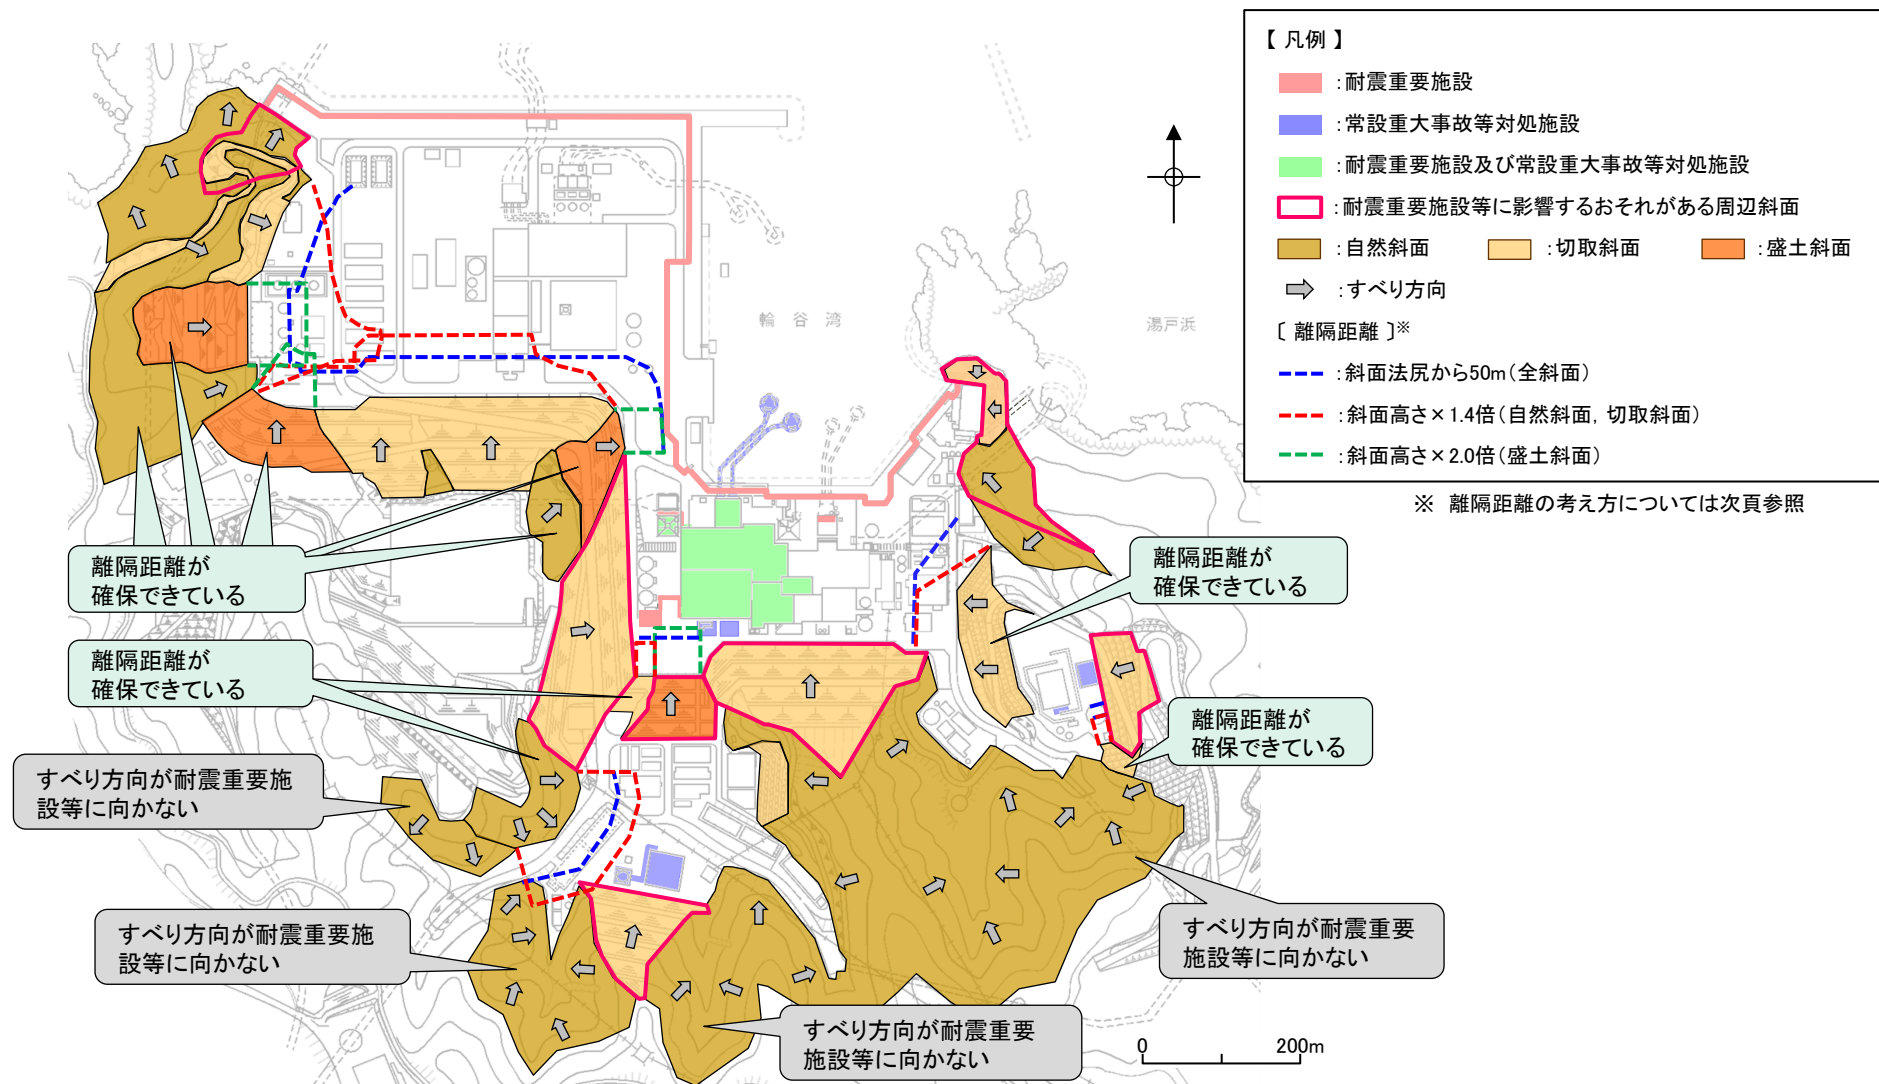 【 凡例 】
：耐震重要施設
：常設重大事故等対処施設
：耐震重要施設及び常設重大事故等対処施設
：耐震重要施設等に影響するおそれがある周辺斜面
：自然斜面
：切取斜面
：盛土斜面
：すべり方向
〔 離隔距離 〕※
：斜面法尻から50m（全斜面）
：斜面高さ×1.4倍（自然斜面，切取斜面）
：斜面高さ×2.0倍（盛土斜面）
※ 離隔距離の考え方については次頁参照
輪谷湾
湯戸浜
離隔距離が
確保できている
離隔距離が
確保できている
離隔距離が
確保できている
離隔距離が
確保できている
すべり方向が耐震重要施
設等に向かない
すべり方向が耐震重要施
設等に向かない
すべり方向が耐震重要
施設等に向かない
すべり方向が耐震重要
施設等に向かない
0
200m